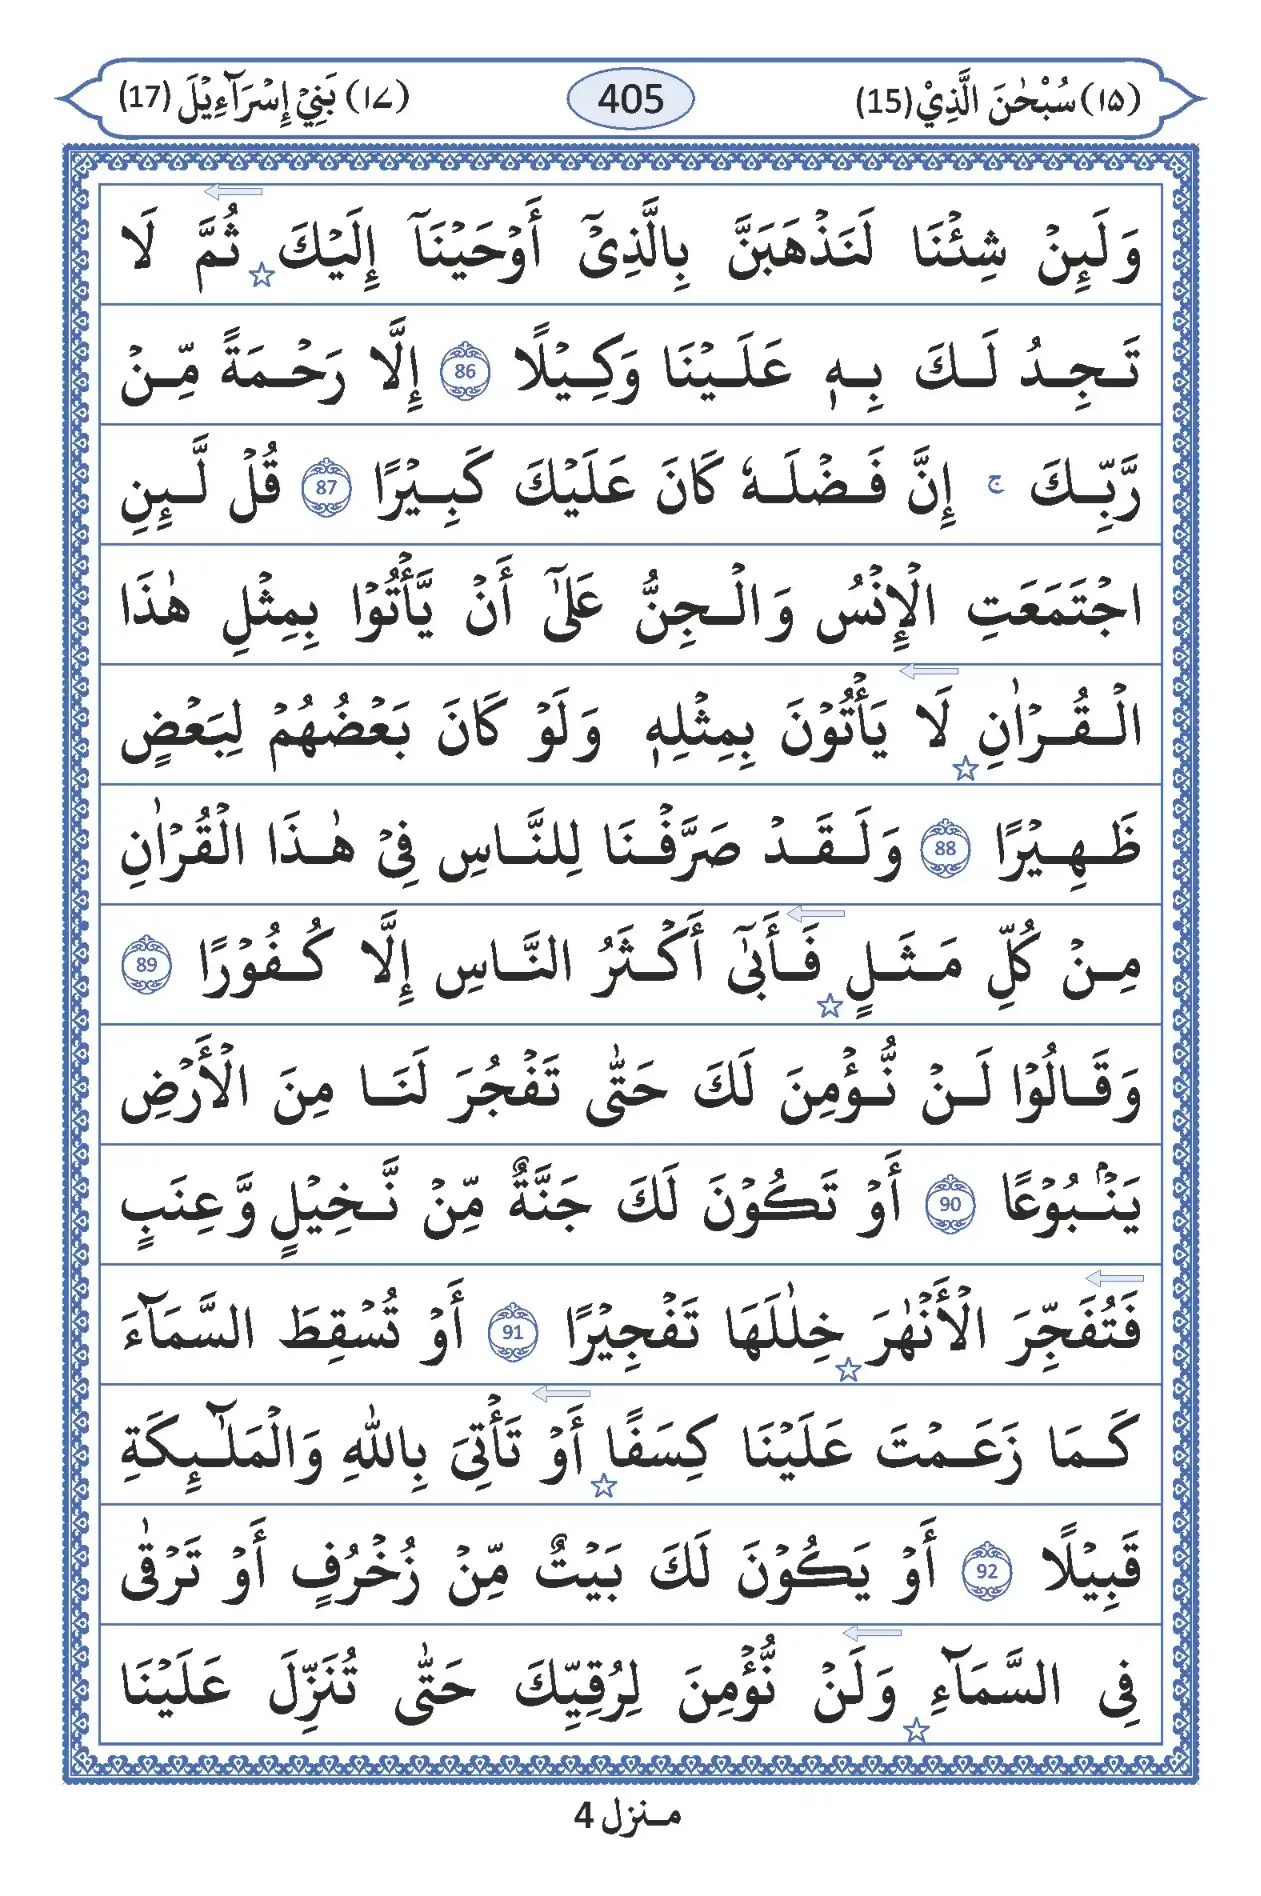 (١٥) سُبْحٰنَ الَّذِيْ (15)
405
(١٧) بَنِيْ إِسْرَآءِيْلَ (17)
وَلَئِنْ شِئْنَا لَنَذْهَبَنَّ بِالَّذِيْٓ أَوْحَيْنَآ إِلَيْكَ ثُمَّ لَا
تَجِدُ لَكَ بِهٖ عَلَيْنَا وَكِيْلًا 86 إِلَّا رَحْمَةً مِّنْ
رَّبِّكَ ۚ إِنَّ فَضْلَهٗ كَانَ عَلَيْكَ كَبِيْرًا 87 قُلْ لَّئِنِ
اجْتَمَعَتِ الْإِنْسُ وَالْجِنُّ عَلٰٓى أَنْ يَّأْتُوْا بِمِثْلِ هٰذَا
الْقُرْاٰنِ لَا يَأْتُوْنَ بِمِثْلِهٖ وَلَوْ كَانَ بَعْضُهُمْ لِبَعْضٍ
ظَهِيْرًا 88 وَلَقَدْ صَرَّفْنَا لِلنَّاسِ فِيْ هٰذَا الْقُرْاٰنِ
مِنْ كُلِّ مَثَلٍ فَأَبٰٓى أَكْثَرُ النَّاسِ إِلَّا كُفُوْرًا 89
وَقَالُوْا لَنْ نُّؤْمِنَ لَكَ حَتّٰى تَفْجُرَ لَنَا مِنَ الْأَرْضِ
يَنْۢبُوْعًا 90 أَوْ تَكُوْنَ لَكَ جَنَّةٌ مِّنْ نَّخِيْلٍ وَّعِنَبٍ
فَتُفَجِّرَ الْأَنْهٰرَ خِلٰلَهَا تَفْجِيْرًا 91 أَوْ تُسْقِطَ السَّمَآءَ
كَمَا زَعَمْتَ عَلَيْنَا كِسَفًا أَوْ تَأْتِيَ بِاللّٰهِ وَالْمَلٰٓئِكَةِ
قَبِيْلًا 92 أَوْ يَكُوْنَ لَكَ بَيْتٌ مِّنْ زُخْرُفٍ أَوْ تَرْقٰى
فِى السَّمَآءِ وَلَنْ نُّؤْمِنَ لِرُقِيِّكَ حَتّٰى تُنَزِّلَ عَلَيْنَا
منزل 4